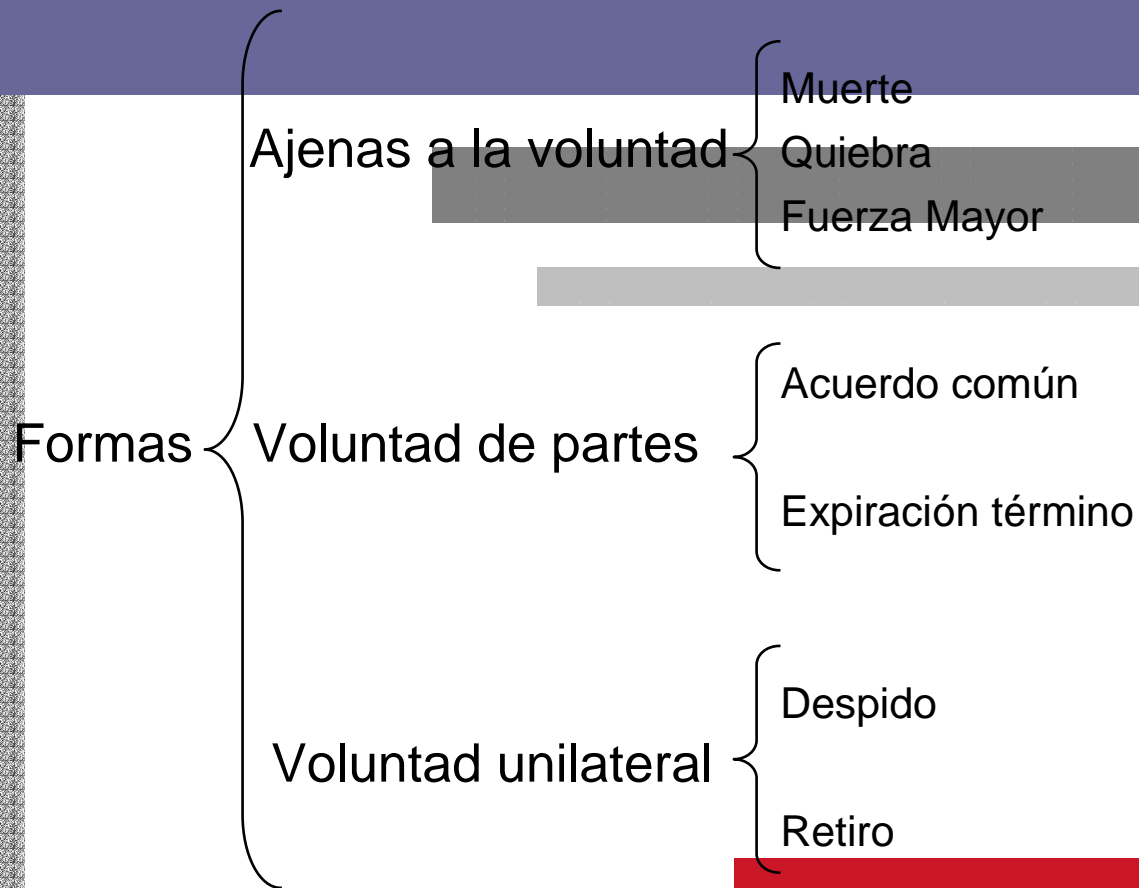 Formas
Ajenas a la voluntad
Muerte
Quiebra
Fuerza Mayor
Voluntad de partes
Acuerdo común
Expiración término
Voluntad unilateral
Despido
Retiro